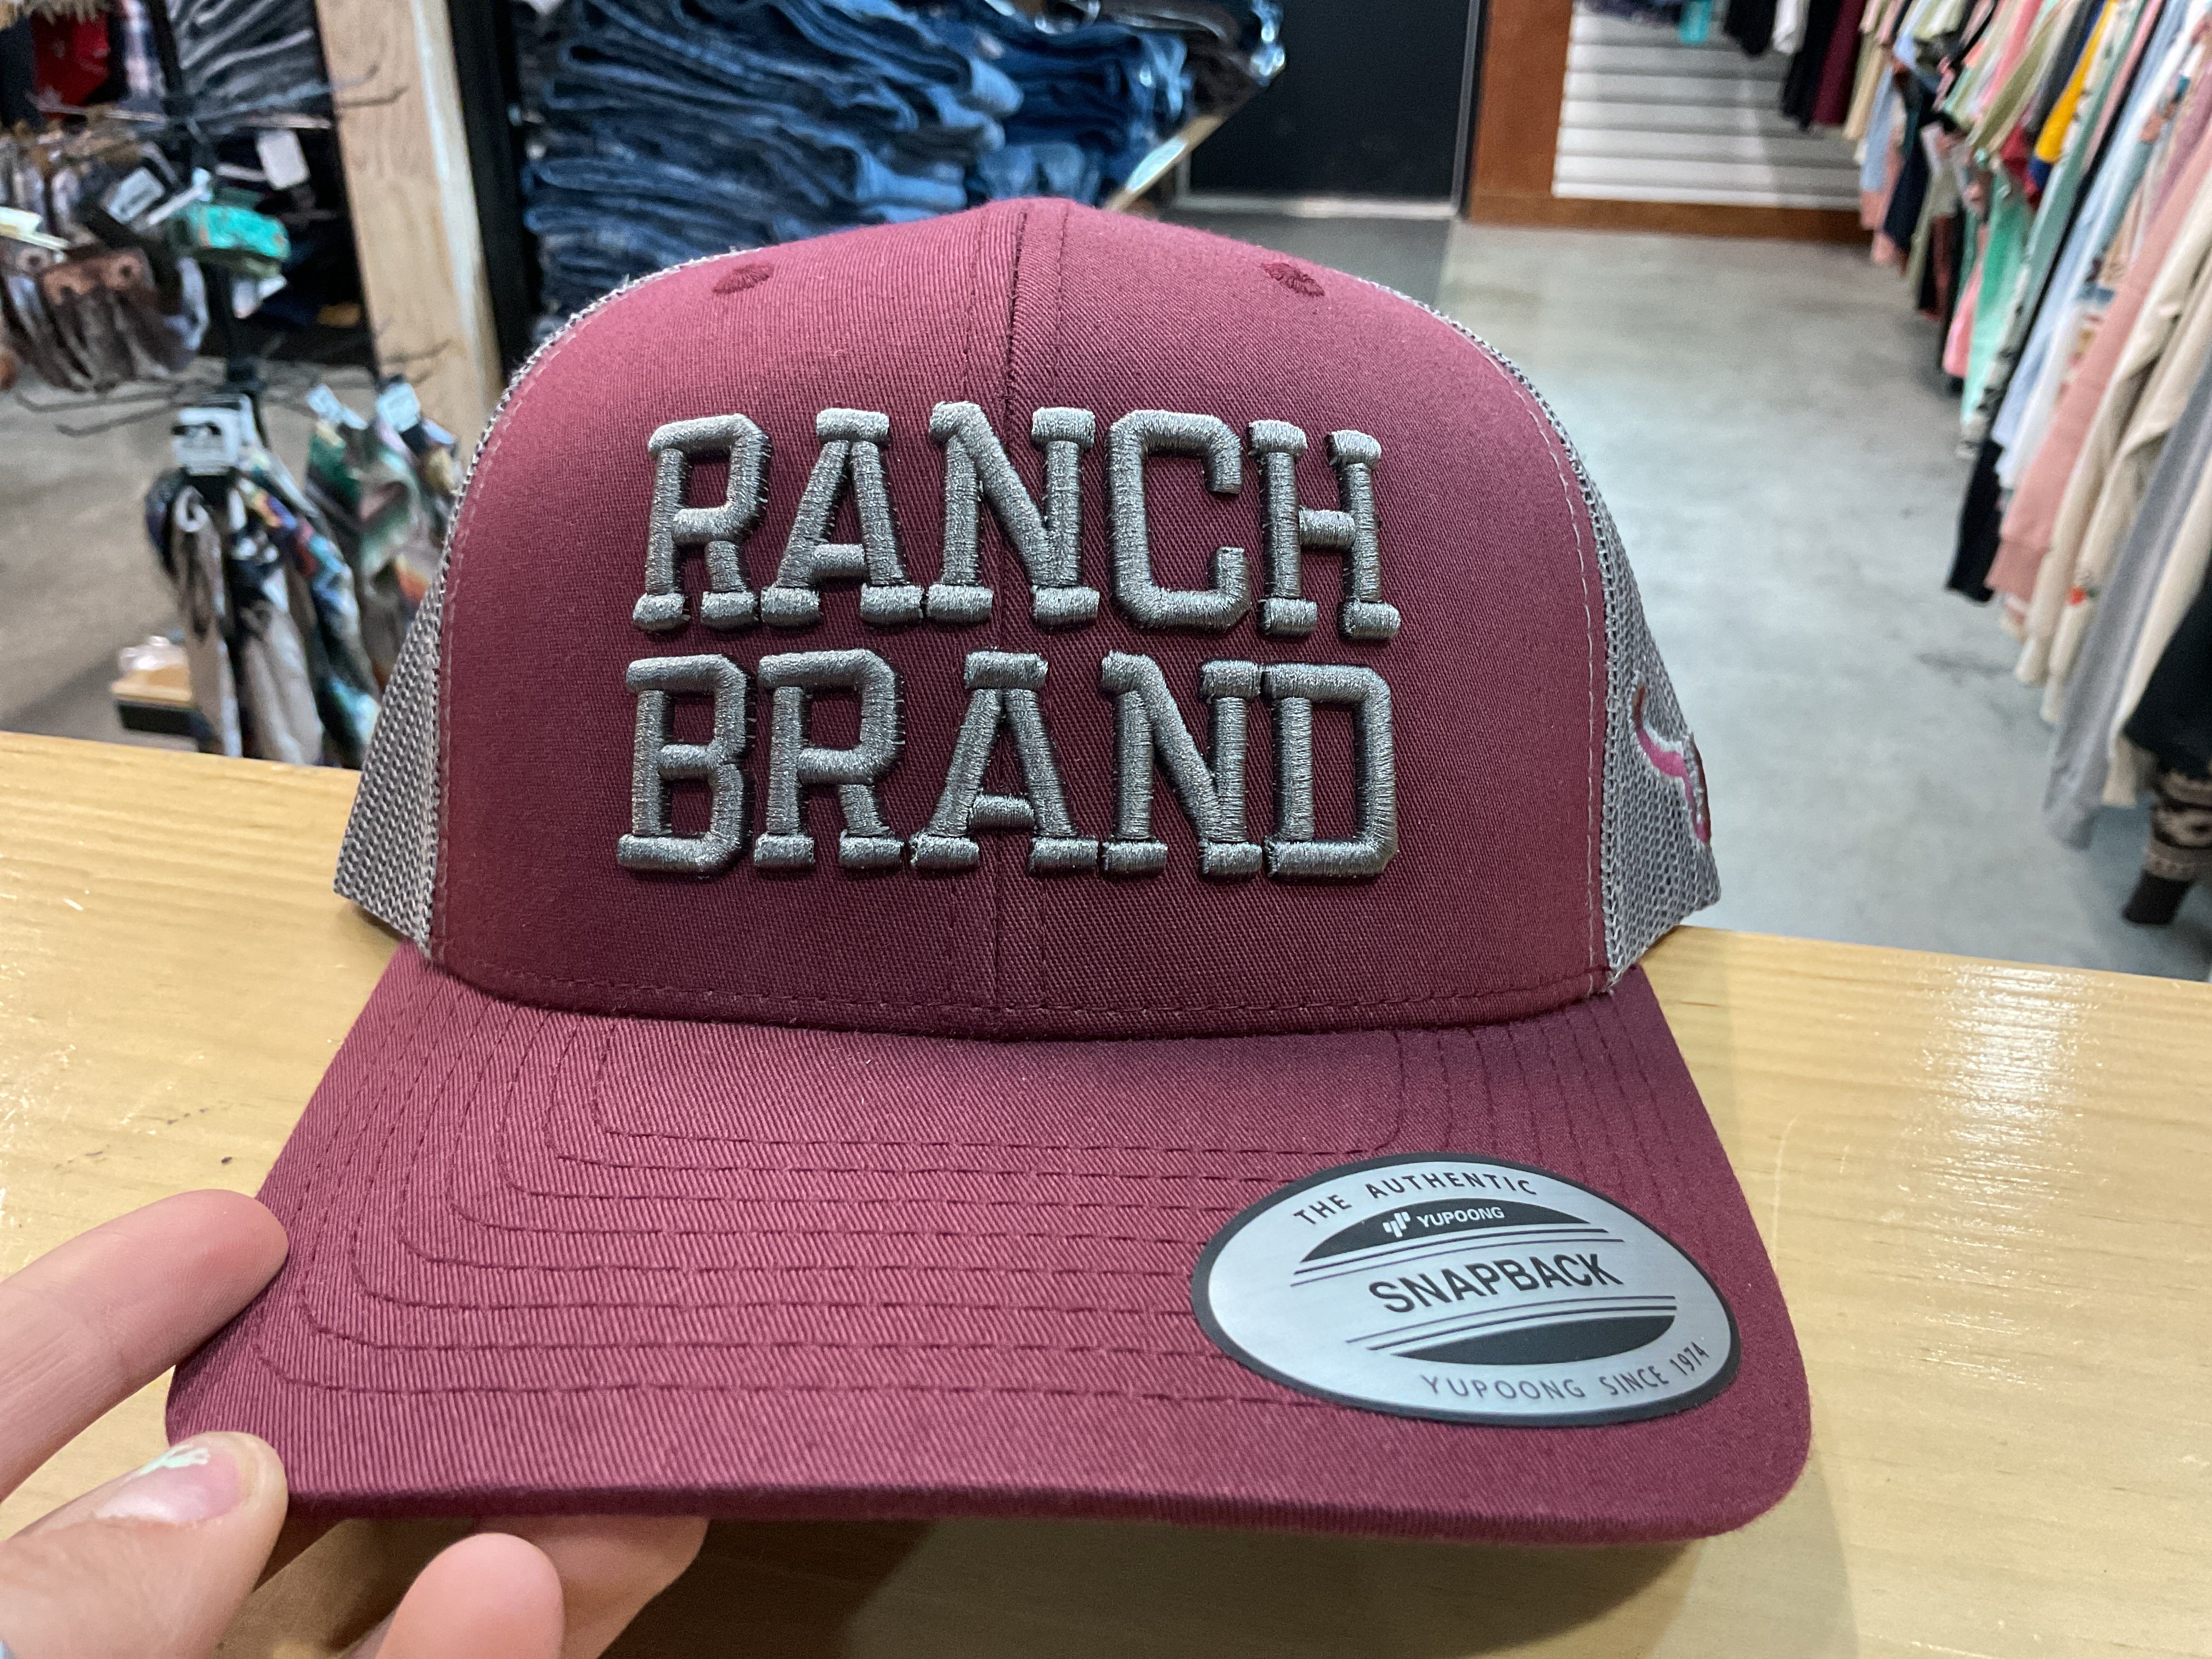 RANCH
BRAND
THE AUTHENTIC
YUPOONG
SNAPBACK
YUPOONG SINCE 1974